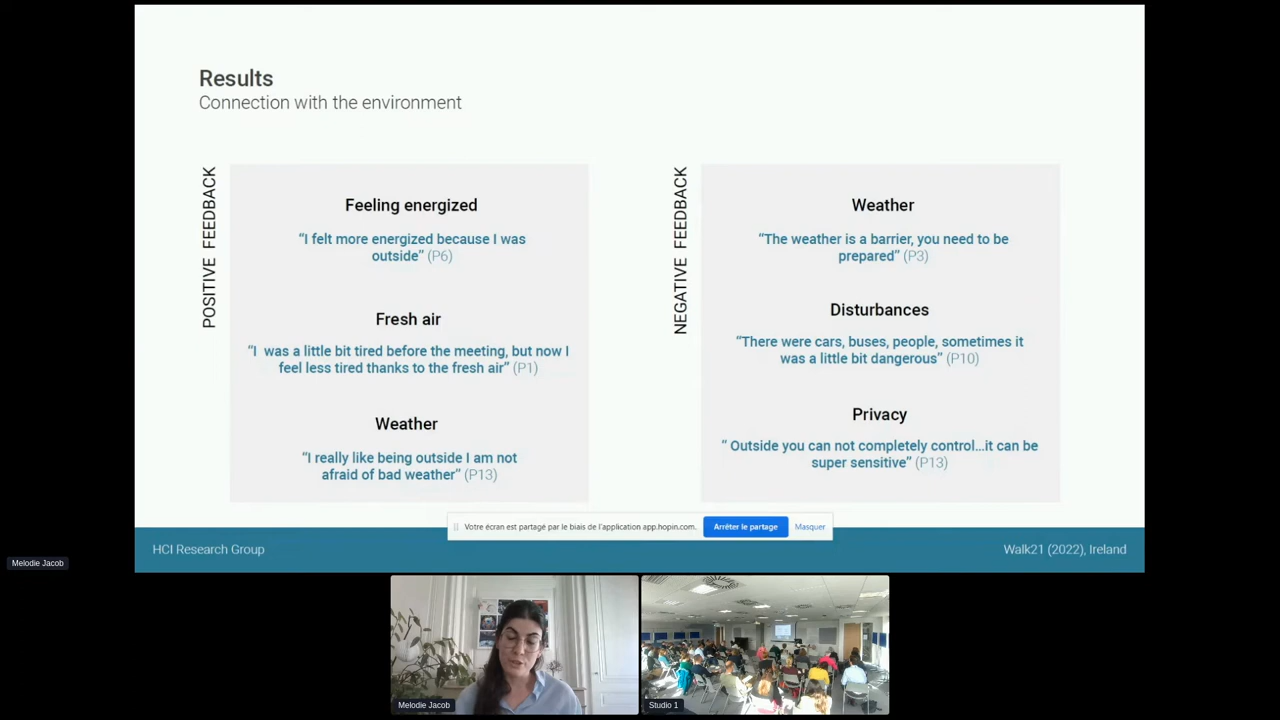 Results
Connection with the environment
POSITIVE FEEDBACK
Feeling energized
“I felt more energized because I was
outside” (P6)
Fresh air
“I was a little bit tired before the meeting, but now I
feel less tired thanks to the fresh air” (P1)
Weather
“I really like being outside I am not
afraid of bad weather” (P13)
NEGATIVE FEEDBACK
Weather
“The weather is a barrier, you need to be
prepared” (P3)
Disturbances
“There were cars, buses, people, sometimes it
was a little bit dangerous” (P10)
Privacy
“ Outside you can not completely control...it can be
super sensitive” (P13)
Votre écran est partagé par le biais de l'application app.hopin.com.
Arrêter le partage
Masquer
HCI Research Group
Walk21 (2022), Ireland
Melodie Jacob
Melodie Jacob
Studio 1